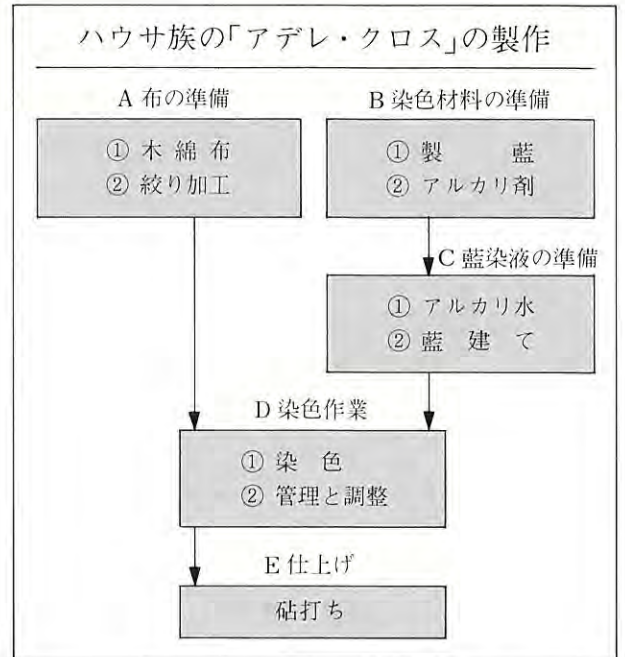 ハウサ族の「アデレ・クロス」の製作
A 布の準備
① 木綿布
② 絞り加工
B 染色材料の準備
① 製　　藍
② アルカリ剤
C 藍染液の準備
① アルカリ水
② 藍　建　て
D 染色作業
① 染　色
② 管理と調整
E 仕上げ
砧打ち